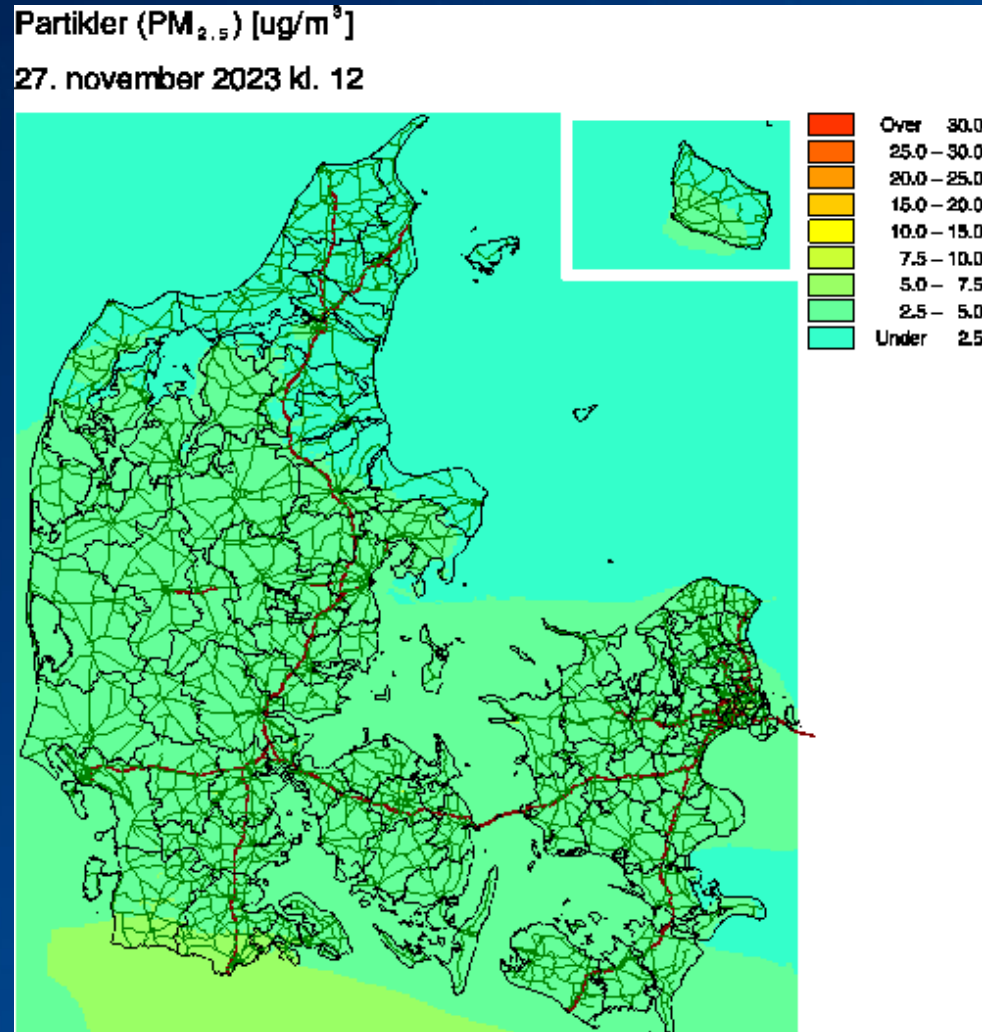 Partikler (PM2.5) [ug/m³]
27. november 2023 kl. 12
Over 30.0
25.0 – 30.0
20.0 – 25.0
15.0 – 20.0
10.0 – 15.0
7.5 – 10.0
5.0 – 7.5
2.5 – 5.0
Under 2.5